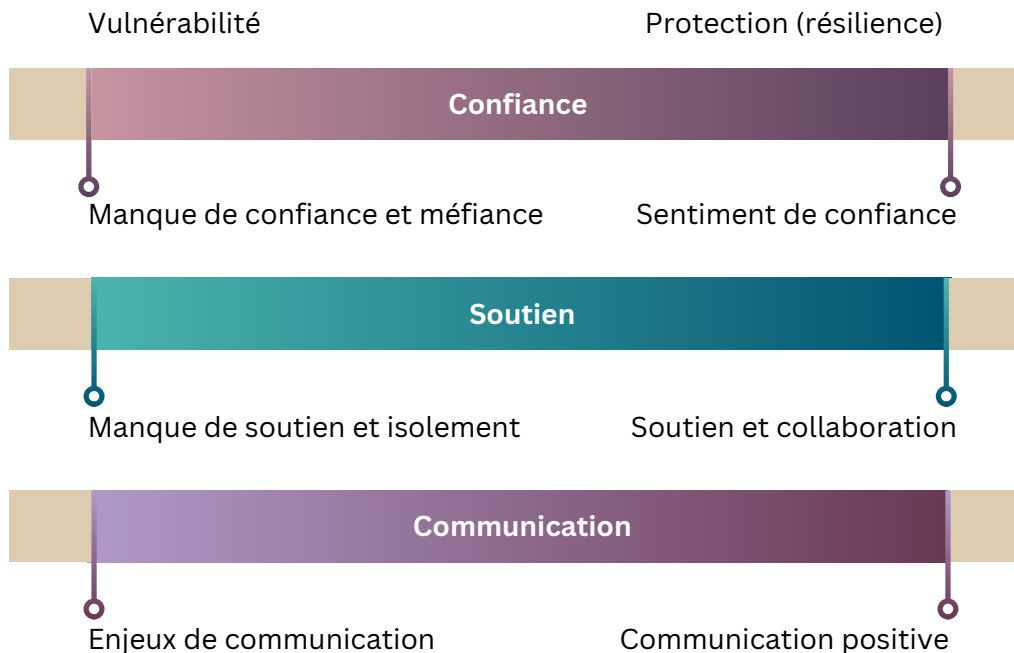 Vulnérabilité
Protection (résilience)
Confiance
Manque de confiance et méfiance
Sentiment de confiance
Soutien
Manque de soutien et isolement
Soutien et collaboration
Communication
Enjeux de communication
Communication positive